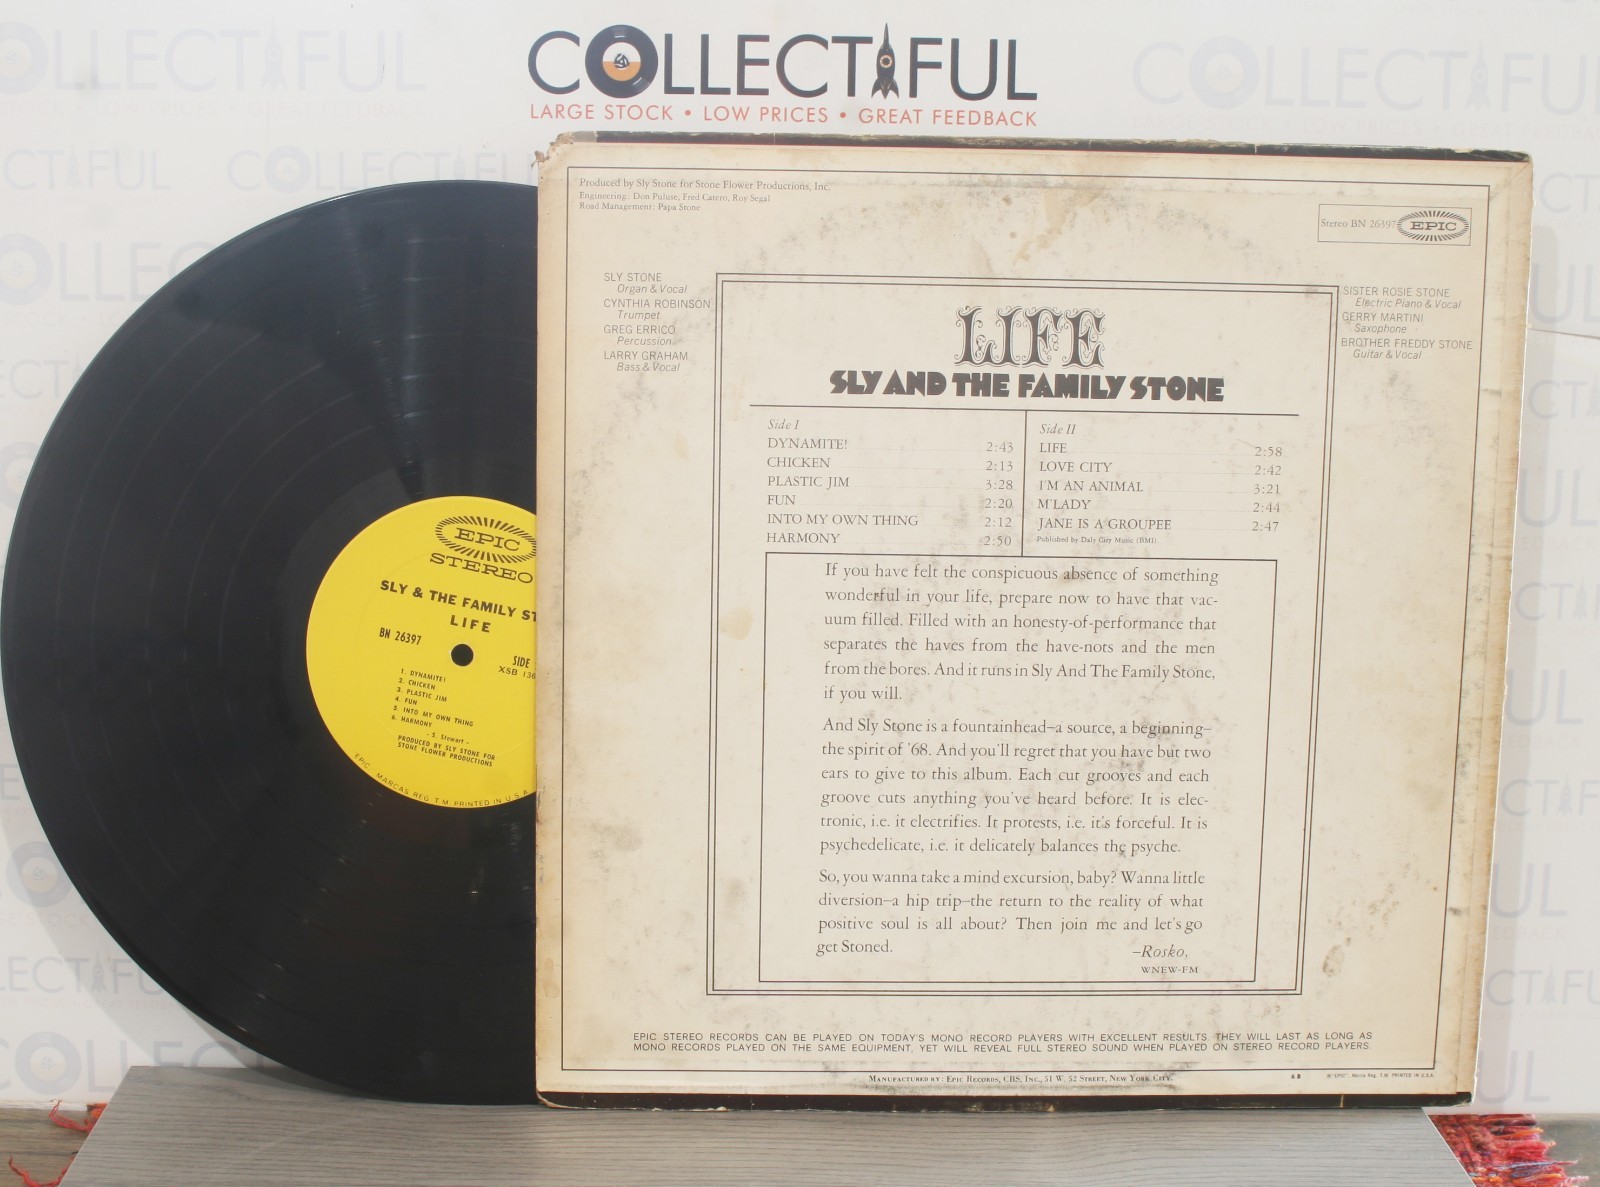 COLLECTIFUL
LARGE STOCK • LOW PRICES • GREAT FEEDBACK
Produced by Sly Stone for Stone Flower Productions, Inc.
Engineering: Don Puluse, Fred Catero, Roy Segal
Road Management: Papa Stone
Stereo BN 26397 EPIC
SLY STONE
Organ & Vocal
CYNTHIA ROBINSON
Trumpet
GREG ERRICO
Percussion
LARRY GRAHAM
Bass & Vocal
SISTER ROSIE STONE
Electric Piano & Vocal
GERRY MARTINI
Saxophone
BROTHER FREDDY STONE
Guitar & Vocal
LIFE
SLY AND THE FAMILY STONE
Side I
DYNAMITE! 2:43
CHICKEN 2:13
PLASTIC JIM 3:28
FUN 2:20
INTO MY OWN THING 2:12
HARMONY 2:50
Side II
LIFE 2:58
LOVE CITY 2:42
I'M AN ANIMAL 3:21
M'LADY 2:44
JANE IS A GROUPEE 2:47
Published by Daly City Music (BMI)
If you have felt the conspicuous absence of something
wonderful in your life, prepare now to have that vac-
uum filled. Filled with an honesty-of-performance that
separates the haves from the have-nots and the men
from the bores. And it runs in Sly And The Family Stone,
if you will.
And Sly Stone is a fountainhead–a source, a beginning–
the spirit of '68. And you'll regret that you have but two
ears to give to this album. Each cut grooves and each
groove cuts anything you've heard before. It is elec-
tronic, i.e. it electrifies. It protests, i.e. it's forceful. It is
psychedelicate, i.e. it delicately balances the psyche.
So, you wanna take a mind excursion, baby? Wanna little
diversion–a hip trip–the return to the reality of what
positive soul is all about? Then join me and let's go
get Stoned.
–Rosko,
WNEW-FM
EPIC STEREO RECORDS CAN BE PLAYED ON TODAY'S MONO RECORD PLAYERS WITH EXCELLENT RESULTS. THEY WILL LAST AS LONG AS
MONO RECORDS PLAYED ON THE SAME EQUIPMENT, YET WILL REVEAL FULL STEREO SOUND WHEN PLAYED ON STEREO RECORD PLAYERS.
Manufactured by: Epic Records, CBS, Inc., 51 W. 52 Street, New York City.
"EPIC", Marca Reg. T.M. PRINTED IN U.S.A.
EPIC
STEREO
SLY & THE FAMILY ST
LIFE
BN 26397
SIDE
XSB 136
1. DYNAMITE!
2. CHICKEN
3. PLASTIC JIM
4. FUN
5. INTO MY OWN THING
6. HARMONY
- S. Stewart -
PRODUCED BY SLY STONE FOR
STONE FLOWER PRODUCTIONS
EPIC, MARCAS REG. T.M. PRINTED IN U.S.A.